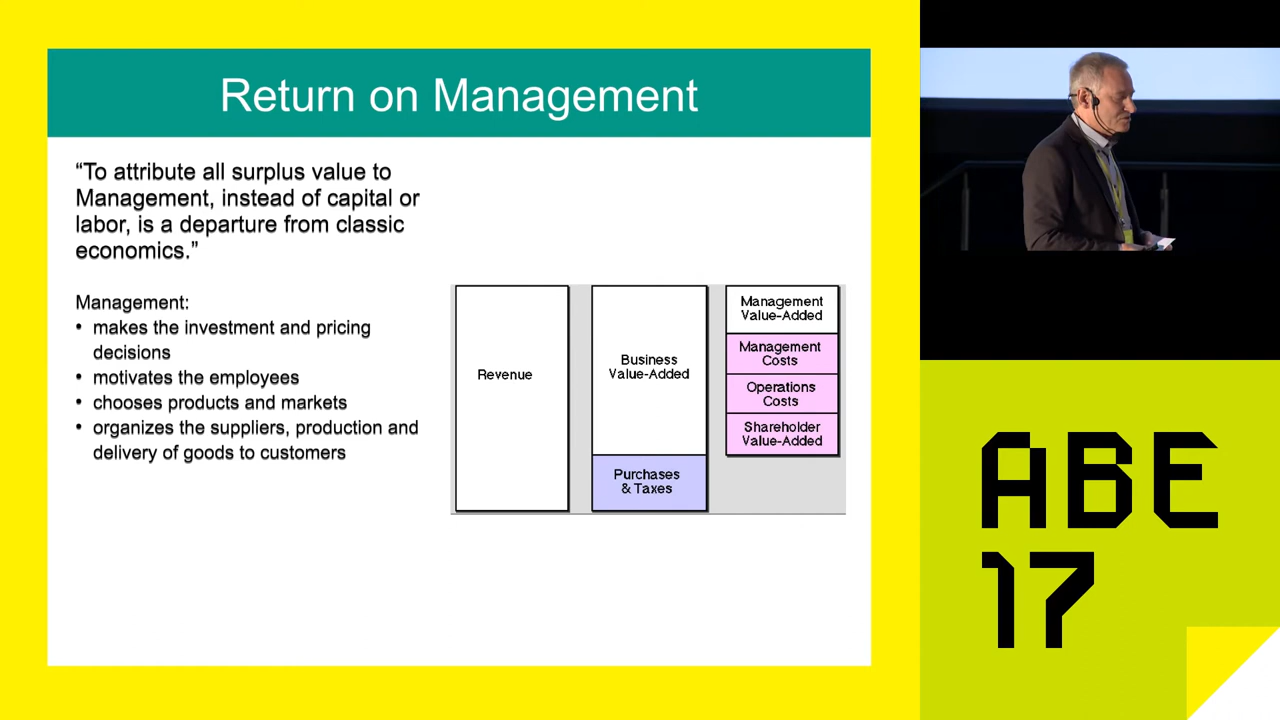 Return on Management
“To attribute all surplus value to
Management, instead of capital or
labor, is a departure from classic
economics.”
Management:
• makes the investment and pricing
decisions
• motivates the employees
• chooses products and markets
• organizes the suppliers, production and
delivery of goods to customers
Revenue
Business
Value-Added
Purchases
& Taxes
Management
Value-Added
Management
Costs
Operations
Costs
Shareholder
Value-Added
ABE
17